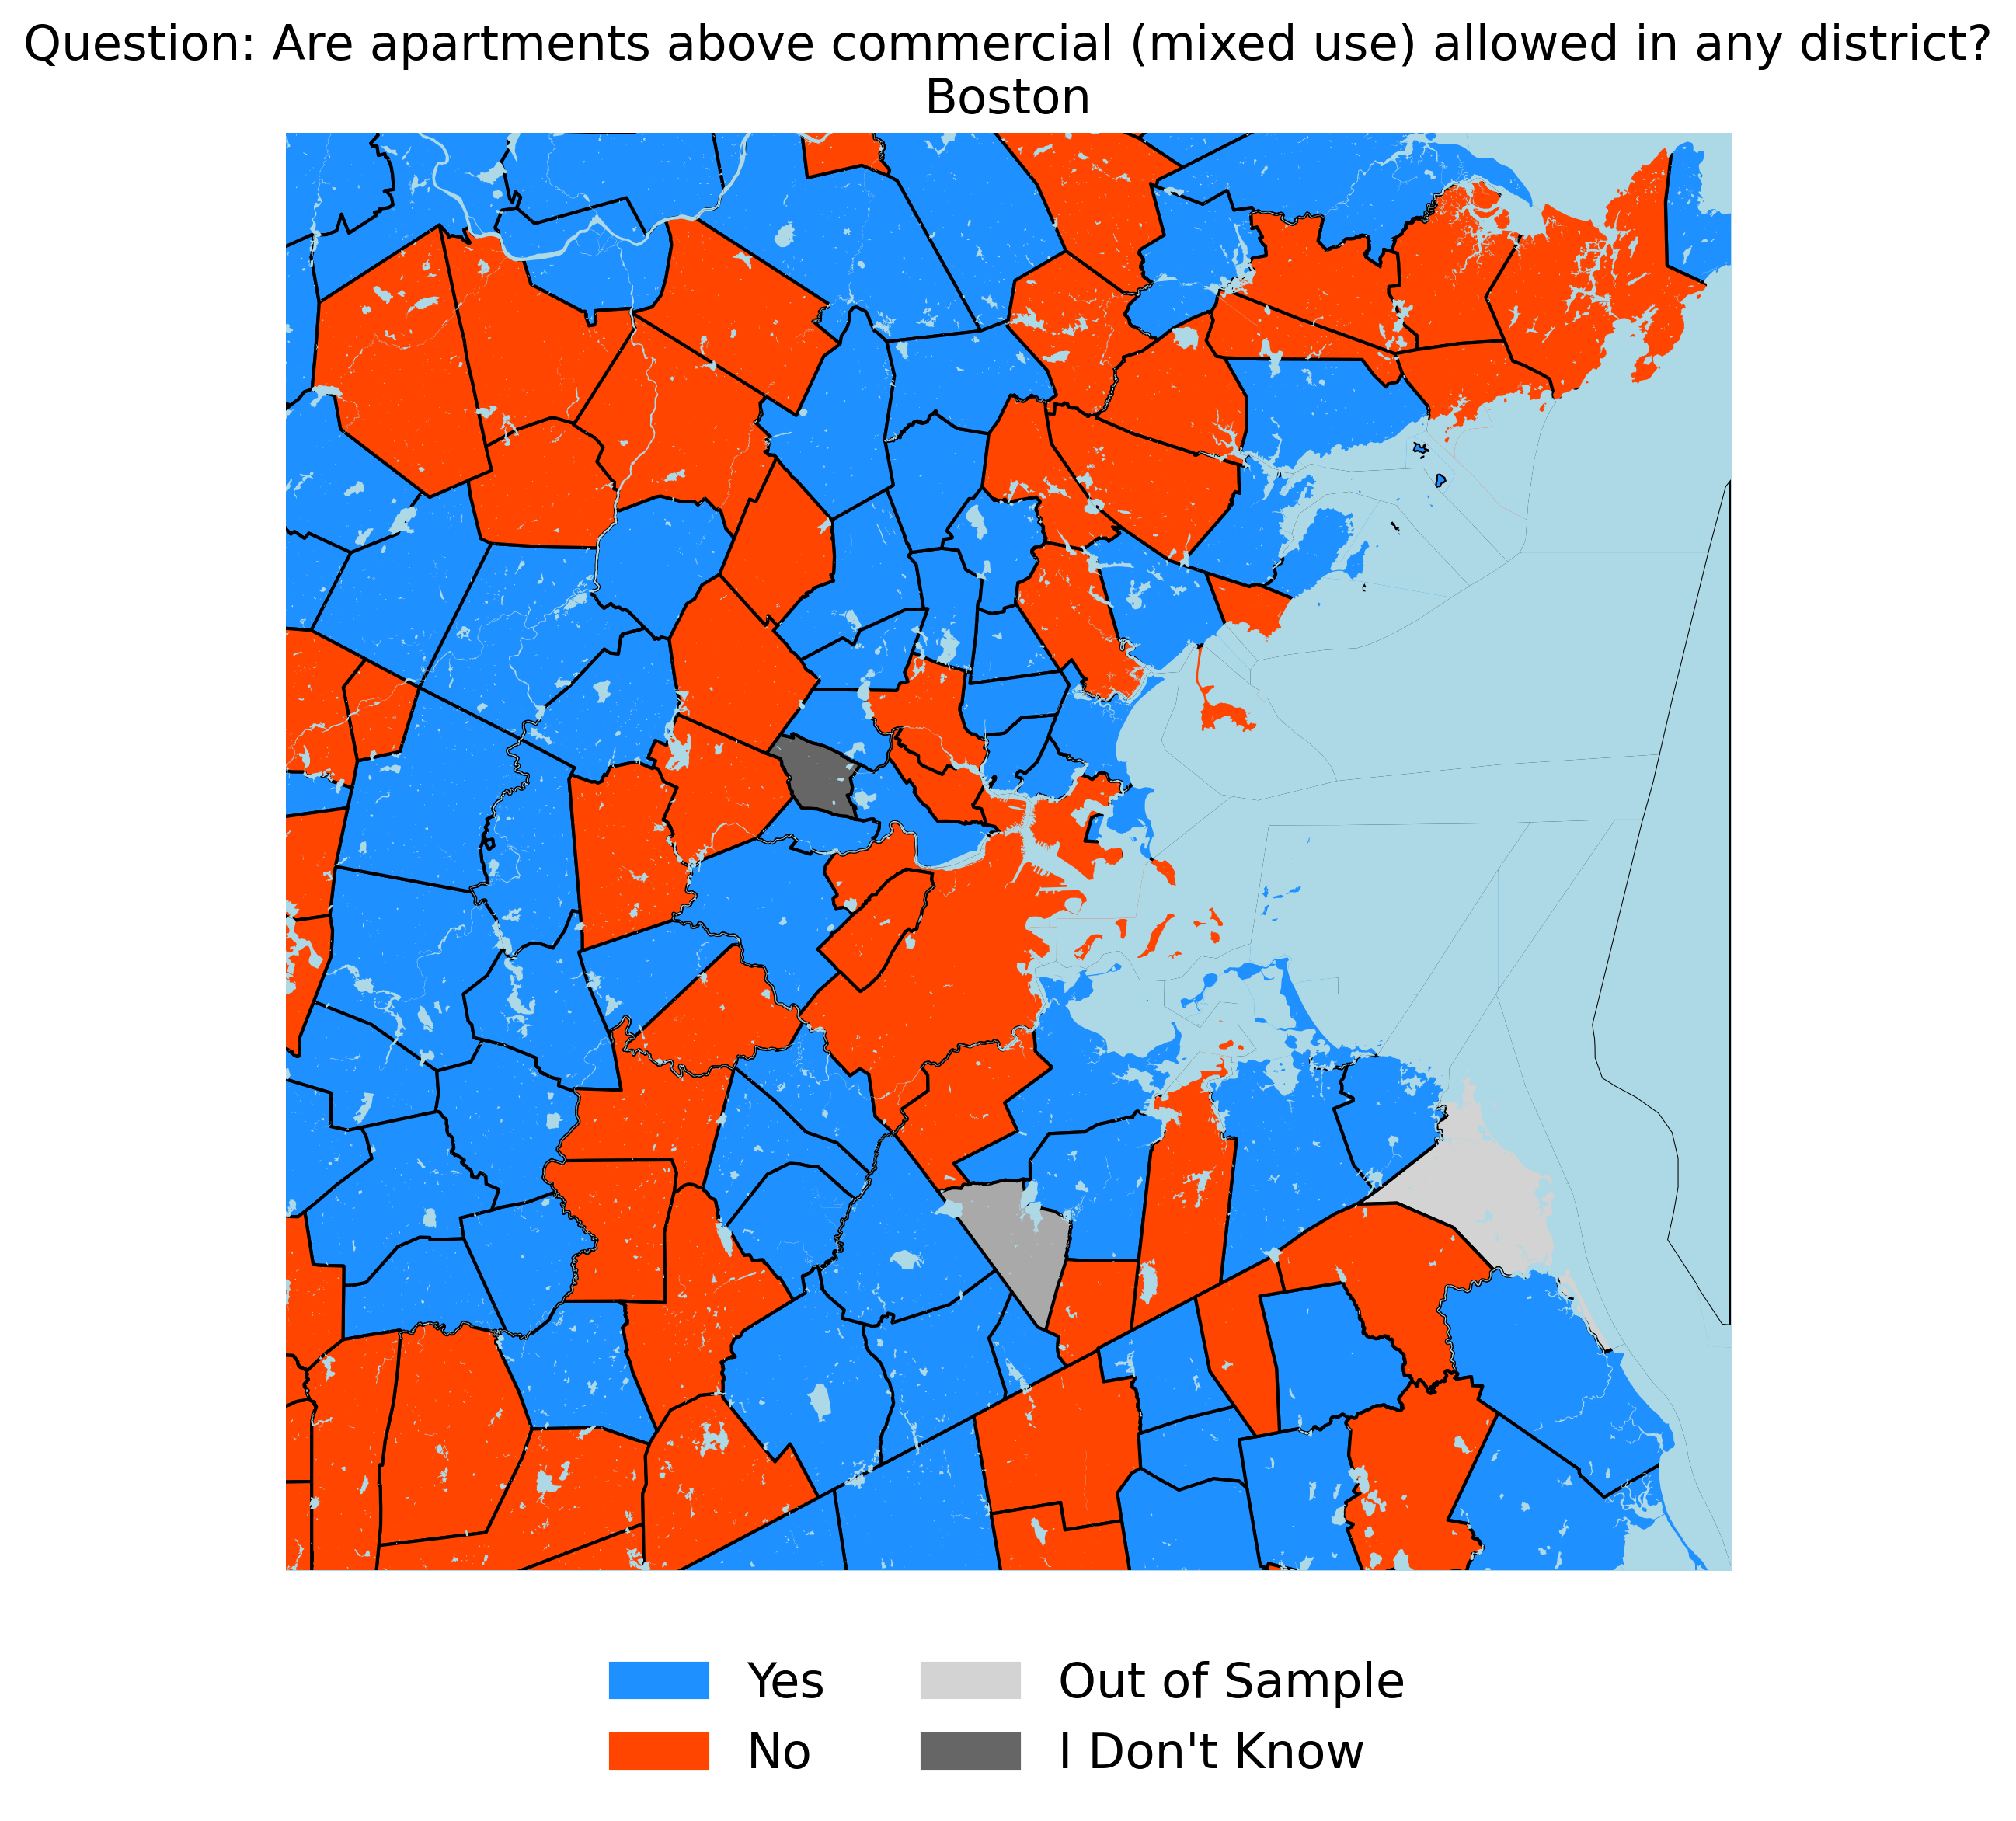 Question: Are apartments above commercial (mixed use) allowed in any district?
Boston
Yes
Out of Sample
No
I Don't Know